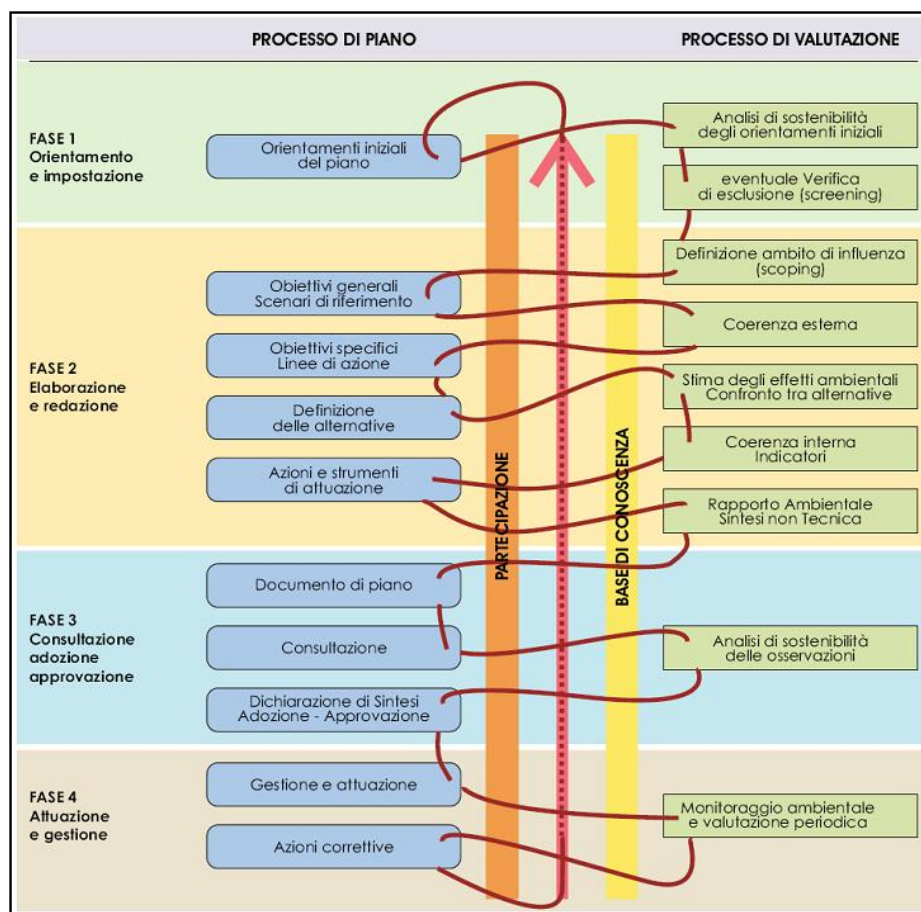 PROCESSO DI PIANO
PROCESSO DI VALUTAZIONE
FASE 1
Orientamento
e impostazione
Orientamenti iniziali
del piano
Analisi di sostenibilità
degli orientamenti iniziali
eventuale Verifica
di esclusione (screening)
FASE 2
Elaborazione
e redazione
Obiettivi generali
Scenari di riferimento
Obiettivi specifici
Linee di azione
Definizione
delle alternative
Azioni e strumenti
di attuazione
Definizione ambito di influenza
(scoping)
Coerenza esterna
Stima degli effetti ambientali
Confronto tra alternative
Coerenza interna
Indicatori
Rapporto Ambientale
Sintesi non Tecnica
PARTECIPAZIONE
BASE DI CONOSCENZA
FASE 3
Consultazione
adozione
approvazione
Documento di piano
Consultazione
Dichiarazione di Sintesi
Adozione - Approvazione
Analisi di sostenibilità
delle osservazioni
FASE 4
Attuazione
e gestione
Gestione e attuazione
Azioni correttive
Monitoraggio ambientale
e valutazione periodica